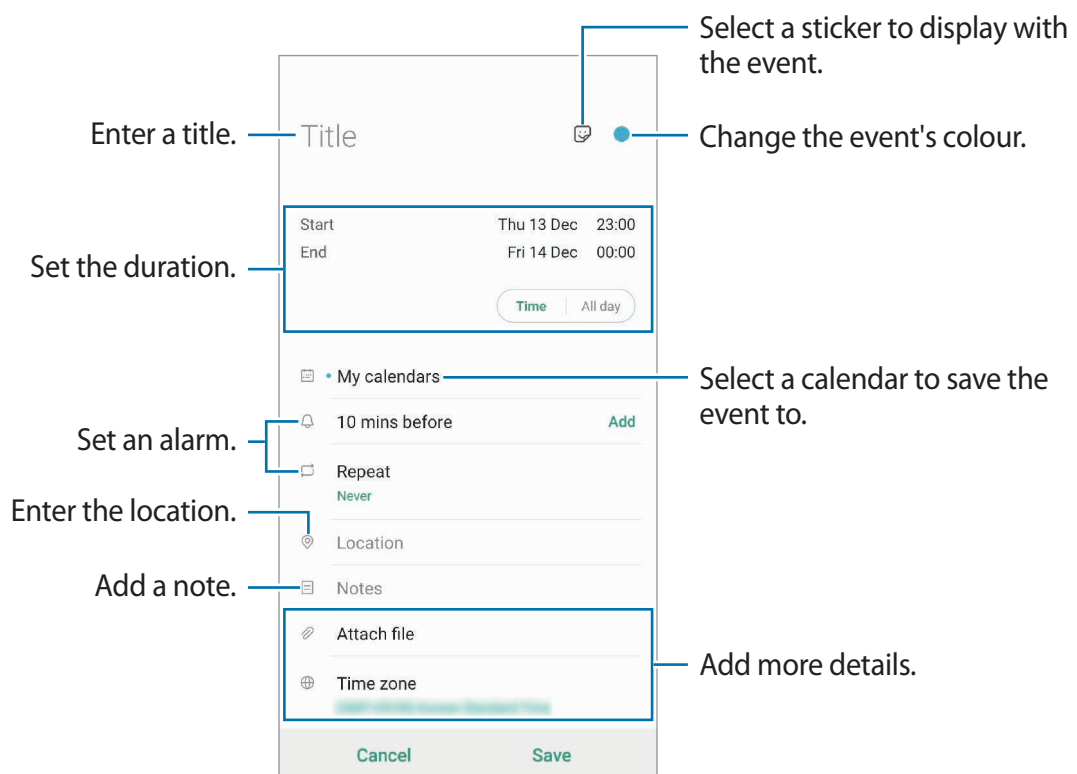 Select a sticker to display with
the event.
Enter a title.
Title
Change the event's colour.
Start Thu 13 Dec 23:00
End Fri 14 Dec 00:00
Set the duration.
Time All day
My calendars
Select a calendar to save the
event to.
10 mins before Add
Set an alarm.
Repeat
Never
Enter the location.
Location
Add a note.
Notes
Attach file
Add more details.
Time zone
Cancel Save